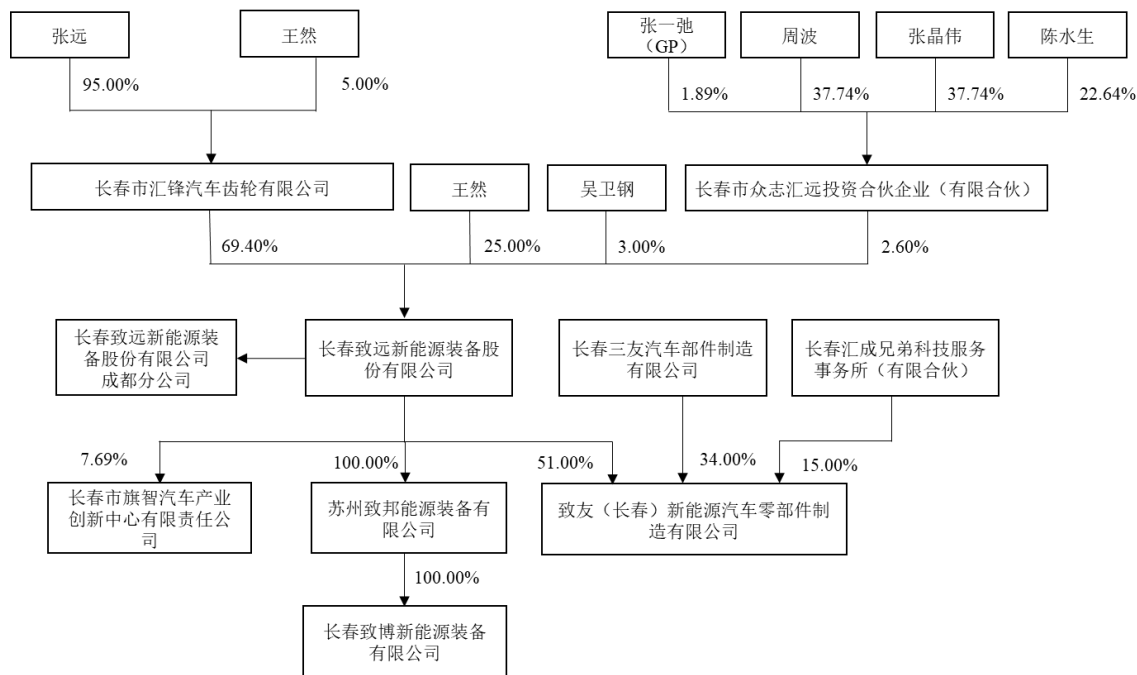 张远
王然
张一弛
（GP）
周波
张晶伟
陈水生
95.00%
5.00%
1.89%
37.74%
37.74%
22.64%
长春市汇锋汽车齿轮有限公司
王然
吴卫钢
长春市众志汇远投资合伙企业（有限合伙）
69.40%
25.00%
3.00%
2.60%
长春致远新能源装
备股份有限公司
成都分公司
长春致远新能源装备股
份有限公司
长春三友汽车部件制造
有限公司
长春汇成兄弟科技服务
事务所（有限合伙）
7.69%
100.00%
51.00%
34.00%
15.00%
长春市旗智汽车产业
创新中心有限责任公
司
苏州致邦能源装备有
限公司
致友（长春）新能源汽车零部件制
造有限公司
100.00%
长春致博新能源装备
有限公司